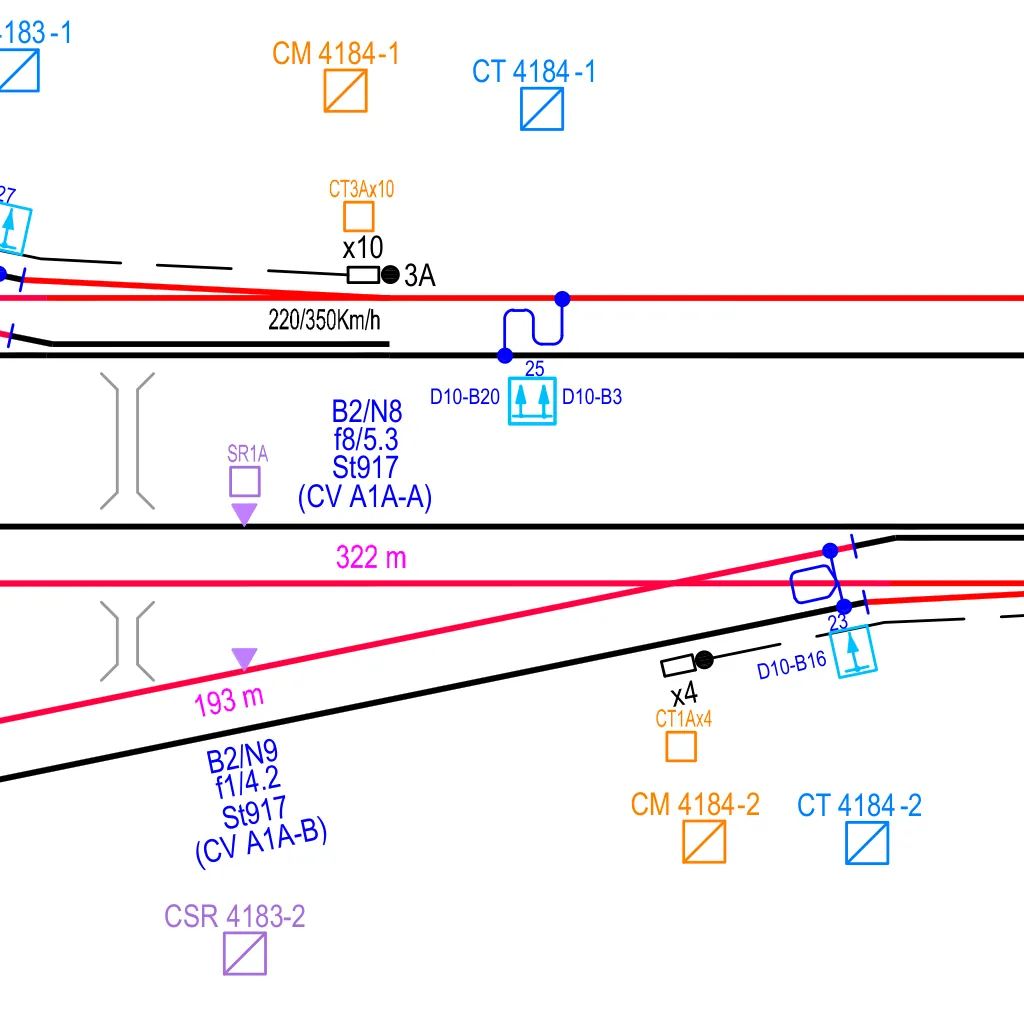 4183-1
CM 4184-1
CT 4184-1
27
CT3Ax10
x10
3A
220/350Km/h
25
D10-B20
D10-B3
B2/N8
f8/5.3
St917
(CV A1A-A)
SR1A
322 m
23
D10-B16
193 m
x4
CT1Ax4
B2/N9
f1/4.2
St917
(CV A1A-B)
CM 4184-2
CT 4184-2
CSR 4183-2